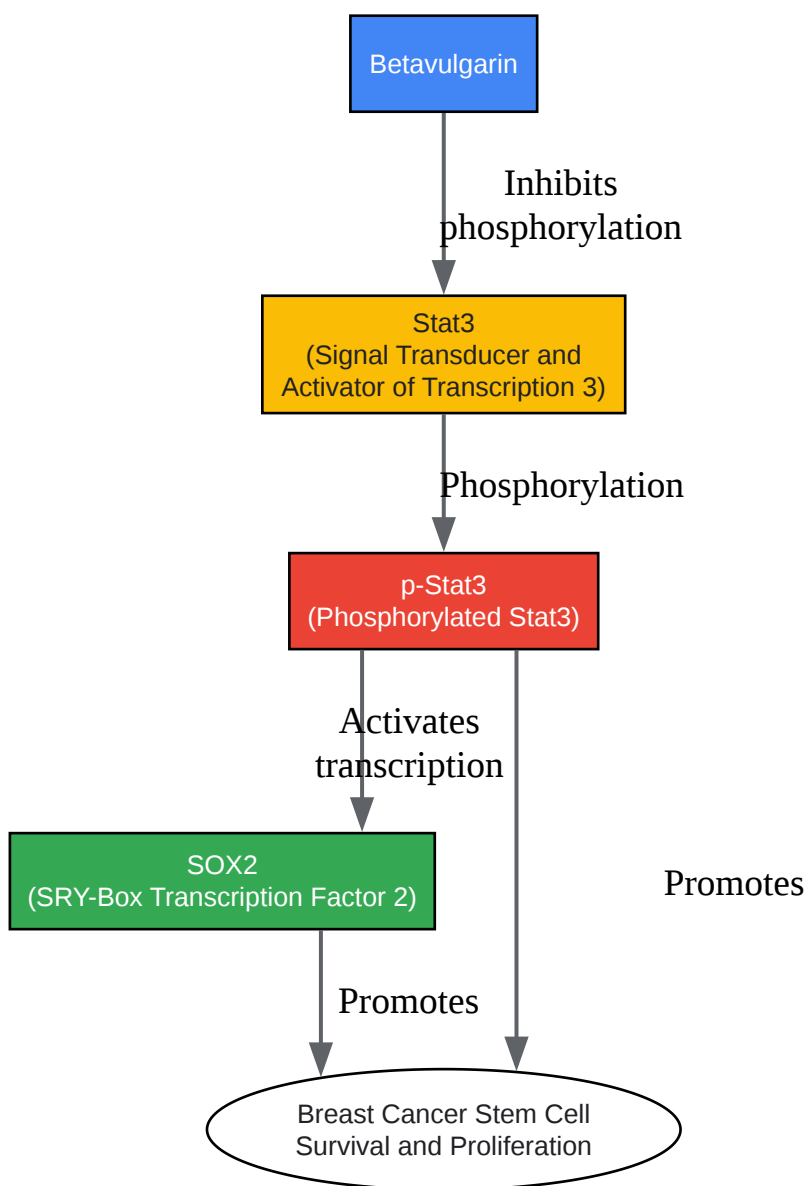 Betavulgarin
Inhibits
phosphorylation
Stat3
(Signal Transducer and
Activator of Transcription 3)
Phosphorylation
p-Stat3
(Phosphorylated Stat3)
Activates
transcription
SOX2
(SRY-Box Transcription Factor 2)
Promotes
Promotes
Breast Cancer Stem Cell
Survival and Proliferation